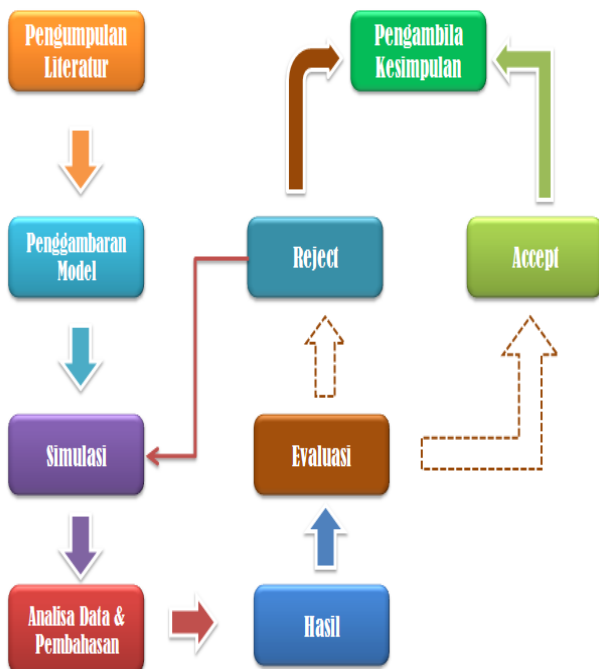 Pengumpulan
Literatur
Pengambila
Kesimpulan
Penggambaran
Model
Reject
Accept
Simulasi
Evaluasi
Analisa Data &
Pembahasan
Hasil